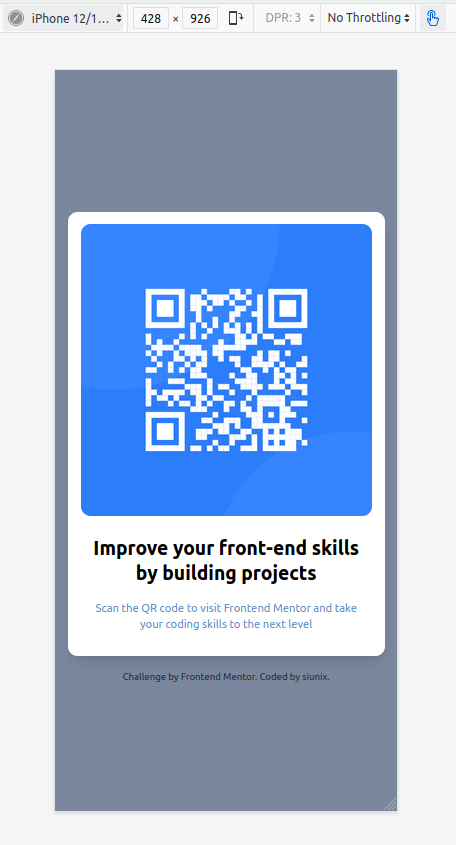 iPhone 12/1... 428 × 926 DPR: 3 No Throttling
Improve your front-end skills
by building projects
Scan the QR code to visit Frontend Mentor and take
your coding skills to the next level
Challenge by Frontend Mentor. Coded by siunix.